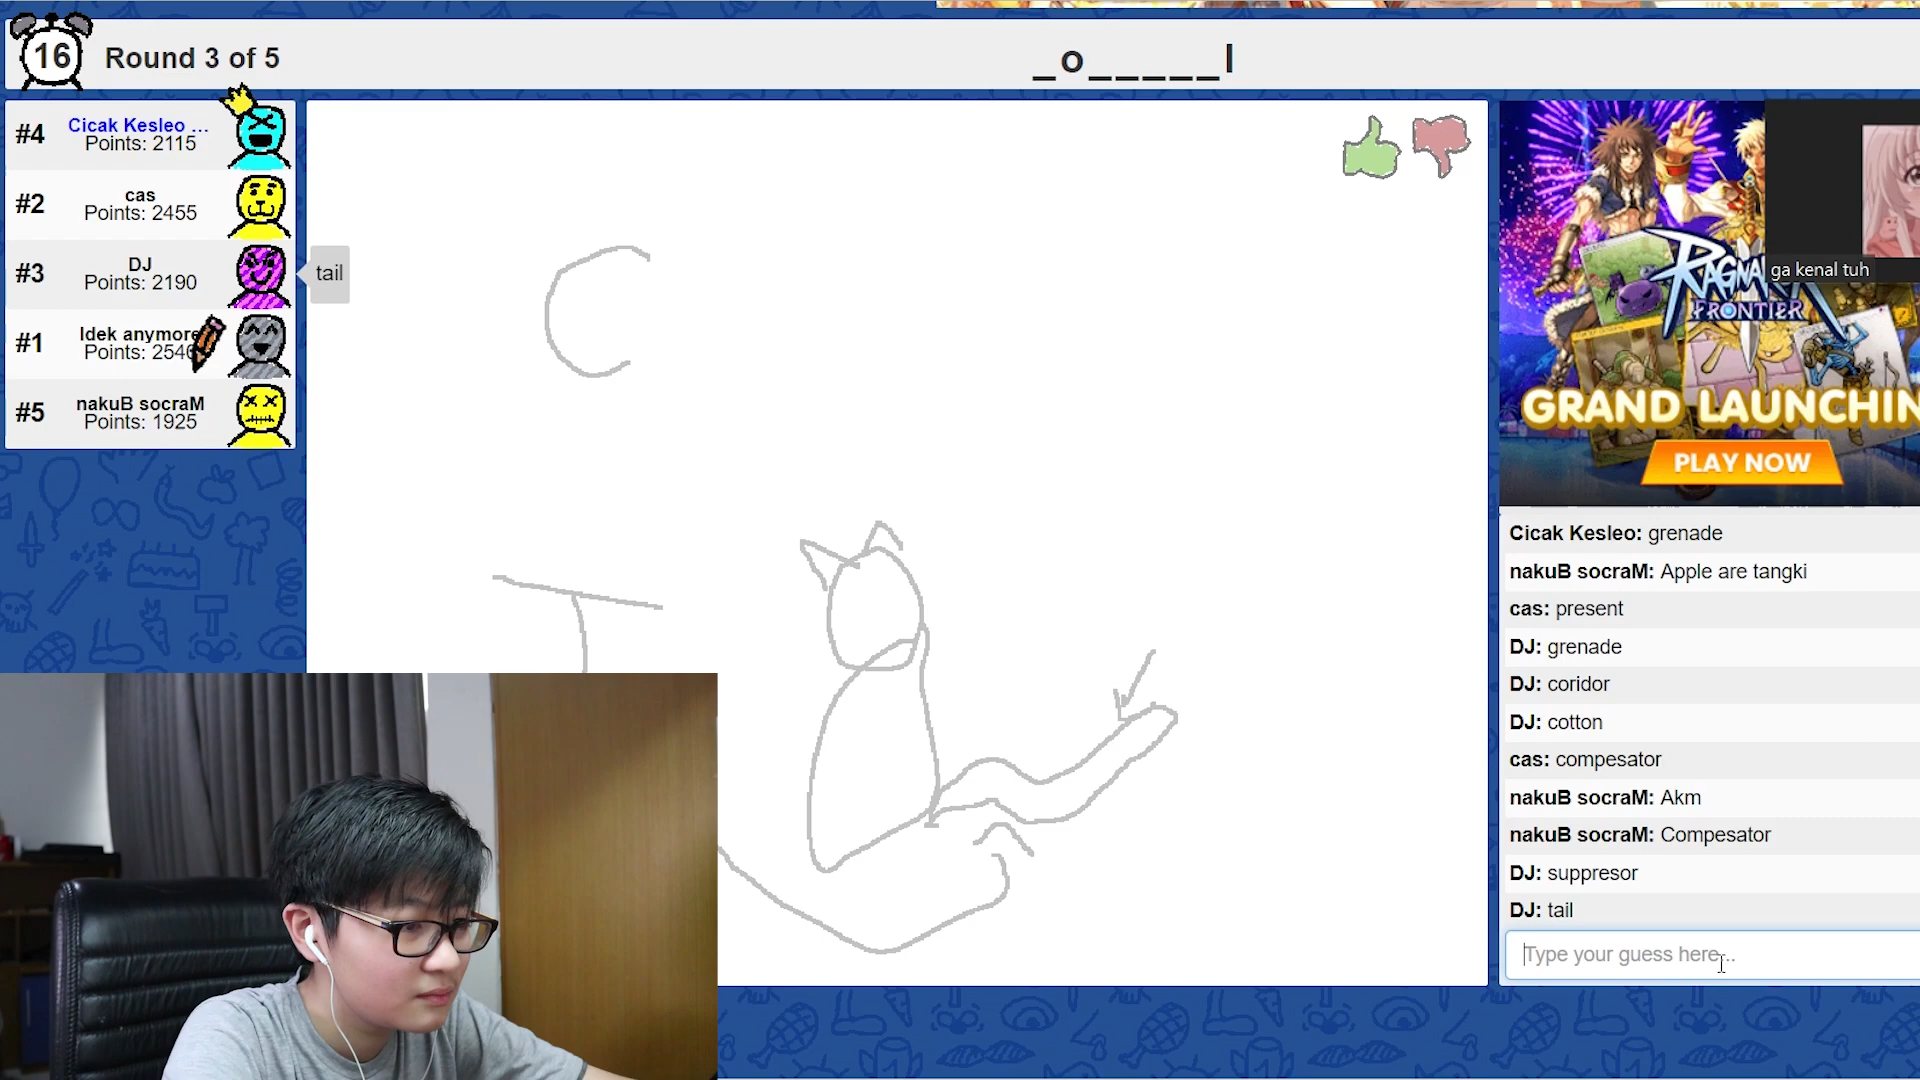 16
Round 3 of 5
_o_____l
#4
Cicak Kesleo ...
Points: 2115
#2
cas
Points: 2455
#3
DJ
Points: 2190
tail
#1
Idek anymore
Points: 2540
#5
nakuB socraM
Points: 1925
C
T
ga kenal tuh
FRONTIER
GRAND LAUNCHIN
PLAY NOW
Cicak Kesleo: grenade
nakuB socraM: Apple are tangki
cas: present
DJ: grenade
DJ: coridor
DJ: cotton
cas: compesator
nakuB socraM: Akm
nakuB socraM: Compesator
DJ: suppresor
DJ: tail
Type your guess here...